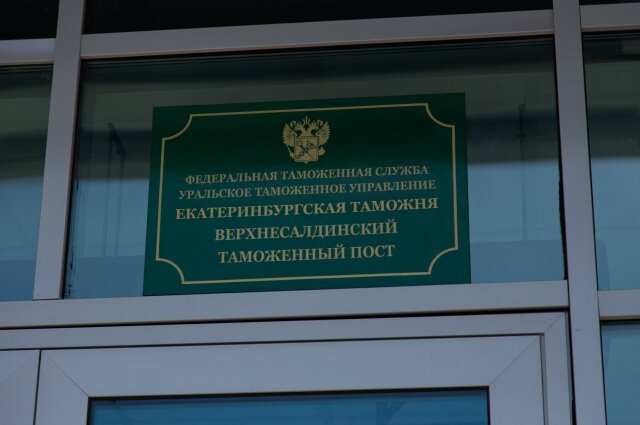 ФЕДЕРАЛЬНАЯ ТАМОЖЕННАЯ СЛУЖБА
УРАЛЬСКОЕ ТАМОЖЕННОЕ УПРАВЛЕНИЕ
ЕКАТЕРИНБУРГСКАЯ ТАМОЖНЯ
ВЕРХНЕСАЛДИНСКИЙ
ТАМОЖЕННЫЙ ПОСТ